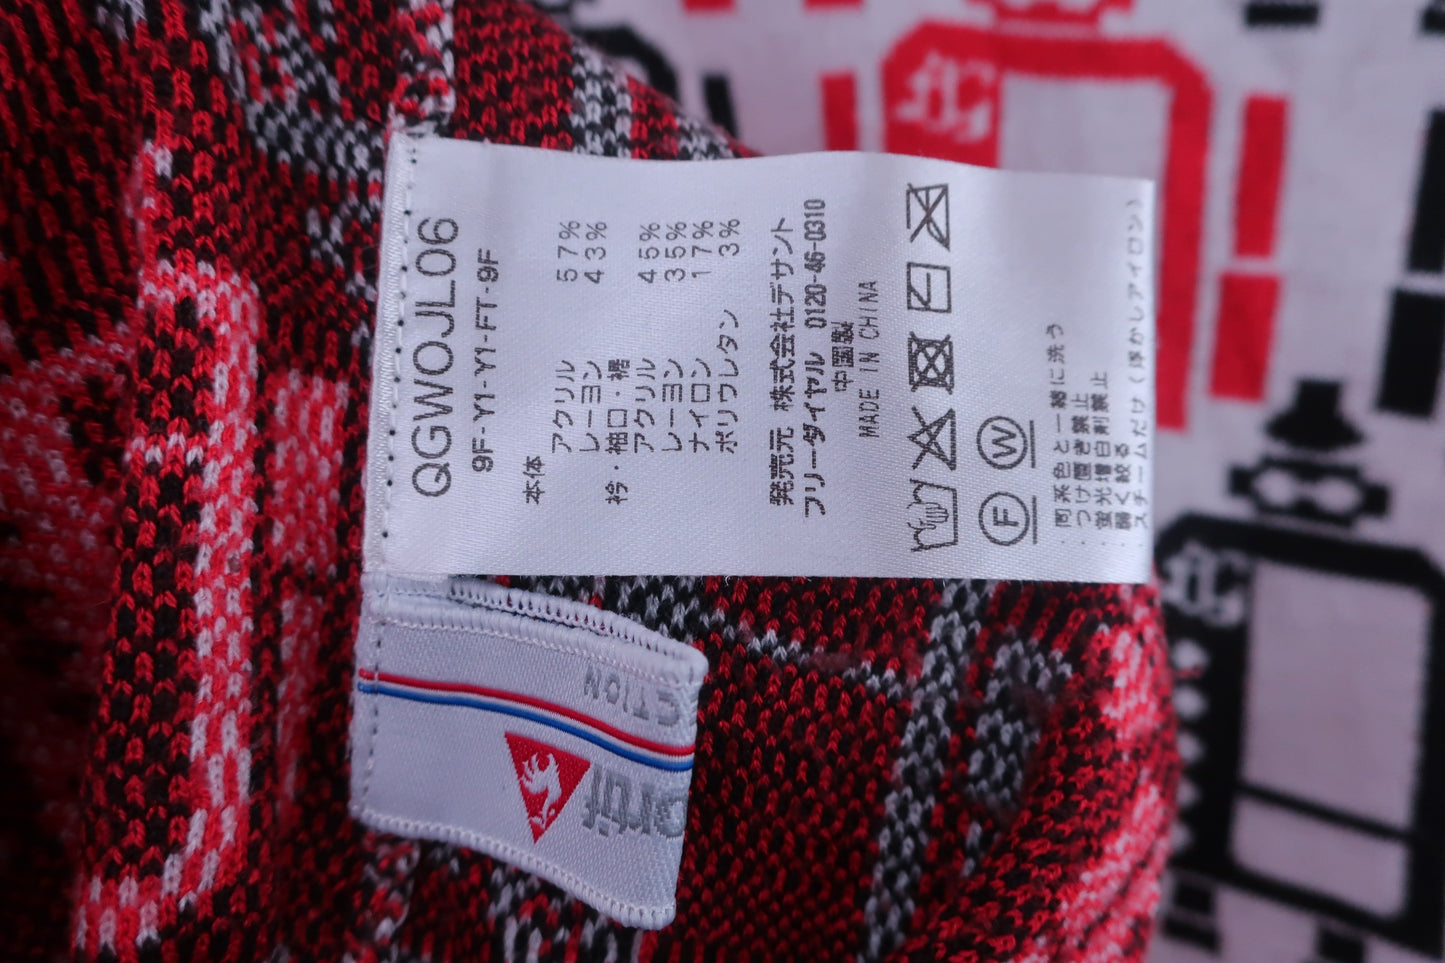 QGWOJL06
9F-Y1-Y1-FT-9F
本体
アクリル 57%
レーヨン 43%
衿・袖口・裾
アクリル 45%
レーヨン 35%
ナイロン 17%
ポリウレタン 3%
発売元 株式会社デサント
フリーダイヤル 0120-46-0310
中国製
MADE IN CHINA
F W
・同系色と一緒に洗う
・つけ置き禁止
・蛍光増白剤禁止
・弱く絞る
・スチームだけ(浮かしアイロン)
CTION
ortif